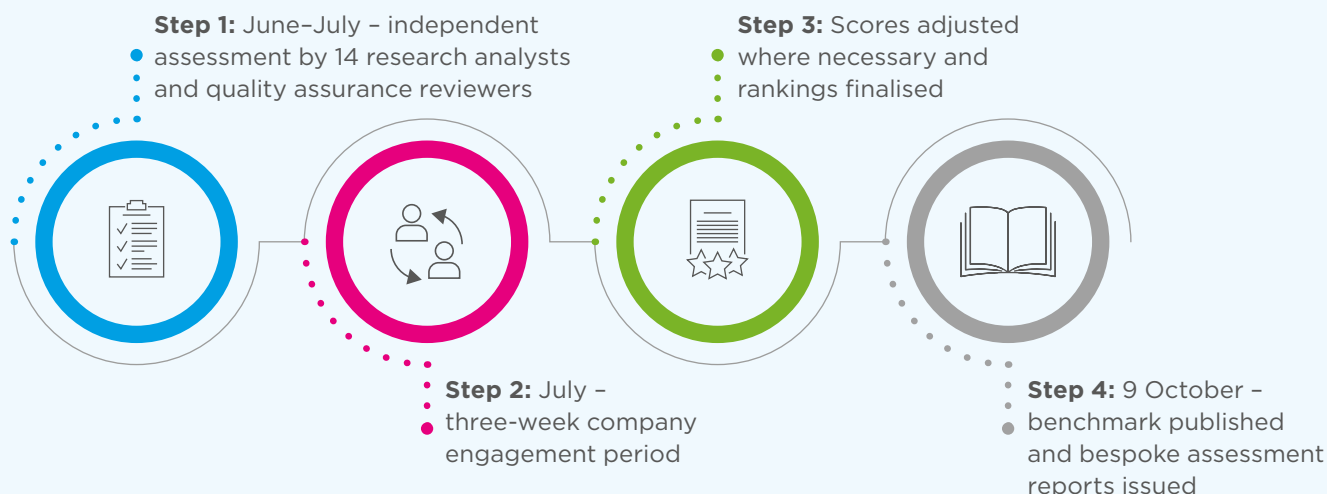 Step 1: June–July – independent
assessment by 14 research analysts
and quality assurance reviewers
Step 2: July –
three-week company
engagement period
Step 3: Scores adjusted
where necessary and
rankings finalised
Step 4: 9 October –
benchmark published
and bespoke assessment
reports issued